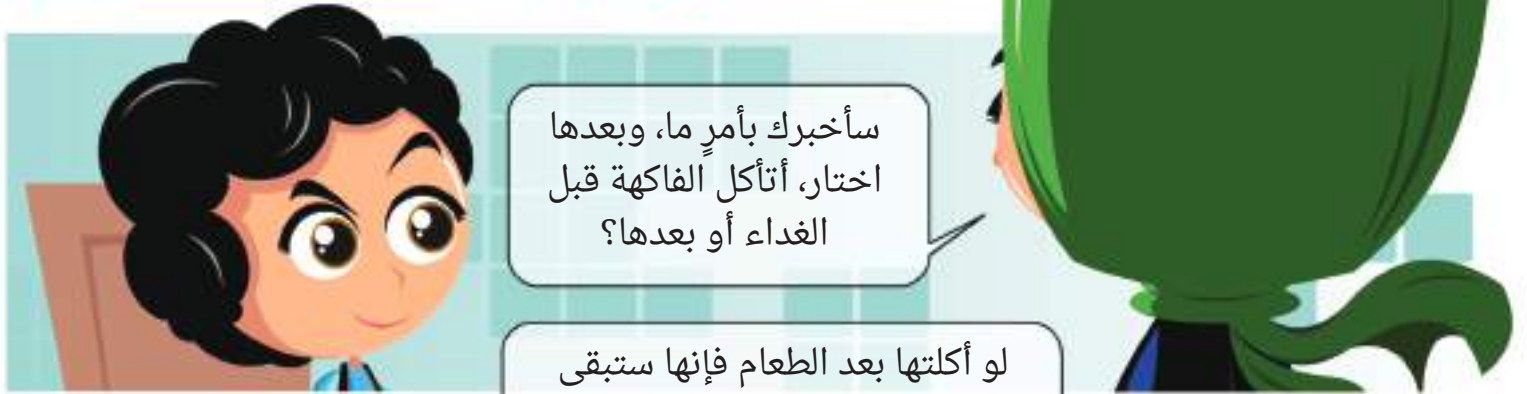 سأخبرك بأمرٍ ما، وبعدها
اختار، أتأكل الفاكهة قبل
الغداء أو بعدها؟
لو أكلتها بعد الطعام فإنها ستبقى